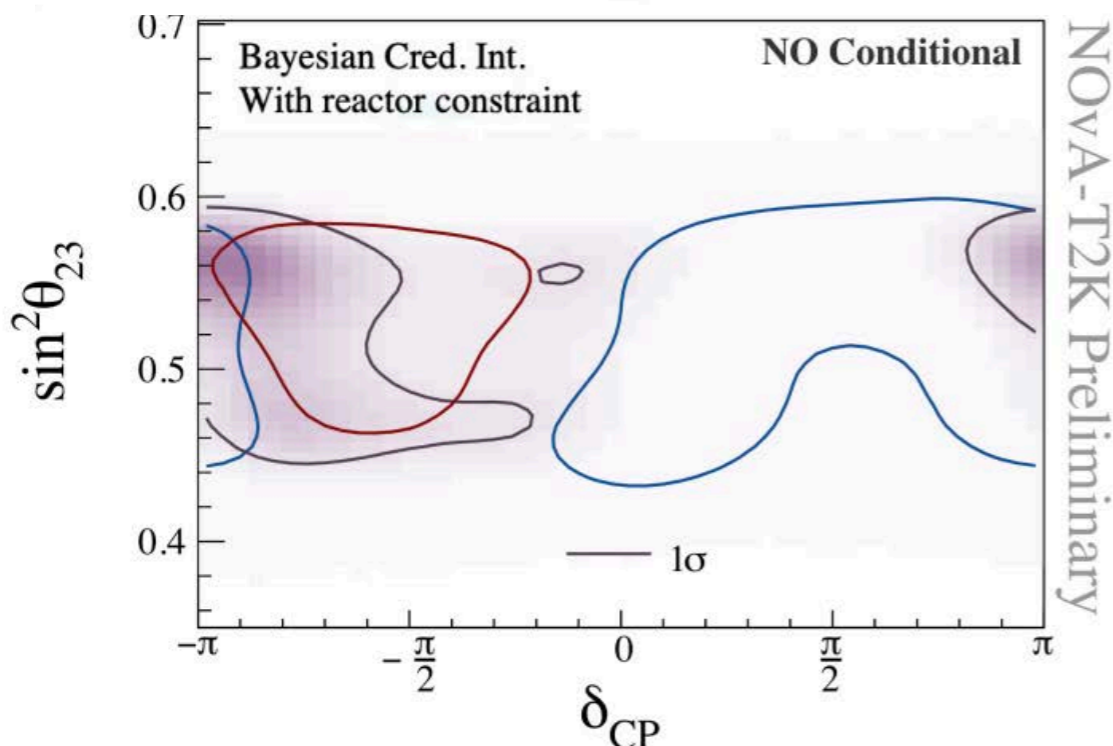 Bayesian Cred. Int.
With reactor constraint
NO Conditional
NOvA-T2K Preliminary
0.7
0.6
0.5
0.4
sin²θ₂₃
1σ
−π
−π/2
0
π/2
π
δ_CP